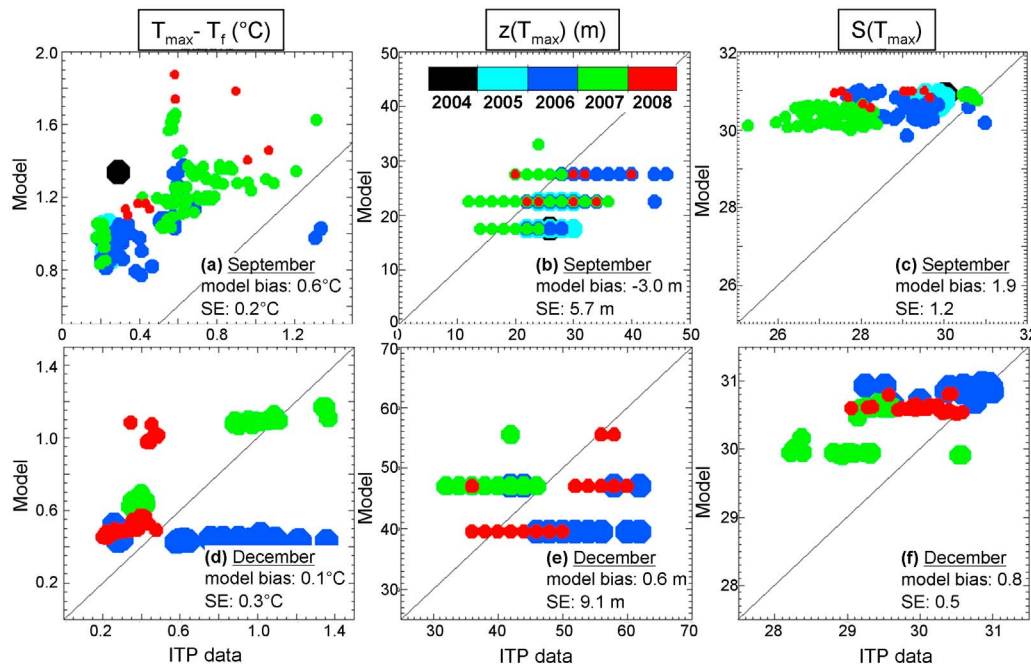 Tmax- Tf (°C)
z(Tmax) (m)
S(Tmax)
2.0
1.6
1.2
0.8
0
0.4
0.8
1.2
Model
(a) September
model bias: 0.6°C
SE: 0.2°C
50
40
30
20
10
0
0
10
20
30
40
50
Model
2004 2005 2006 2007 2008
(b) September
model bias: -3.0 m
SE: 5.7 m
32
30
28
26
26
28
30
32
Model
(c) September
model bias: 1.9
SE: 1.2
1.4
1.0
0.6
0.2
0.2
0.6
1.0
1.4
Model
ITP data
(d) December
model bias: 0.1°C
SE: 0.3°C
70
60
50
40
30
30
40
50
60
70
Model
ITP data
(e) December
model bias: 0.6 m
SE: 9.1 m
31
30
29
28
28
29
30
31
Model
ITP data
(f) December
model bias: 0.8
SE: 0.5